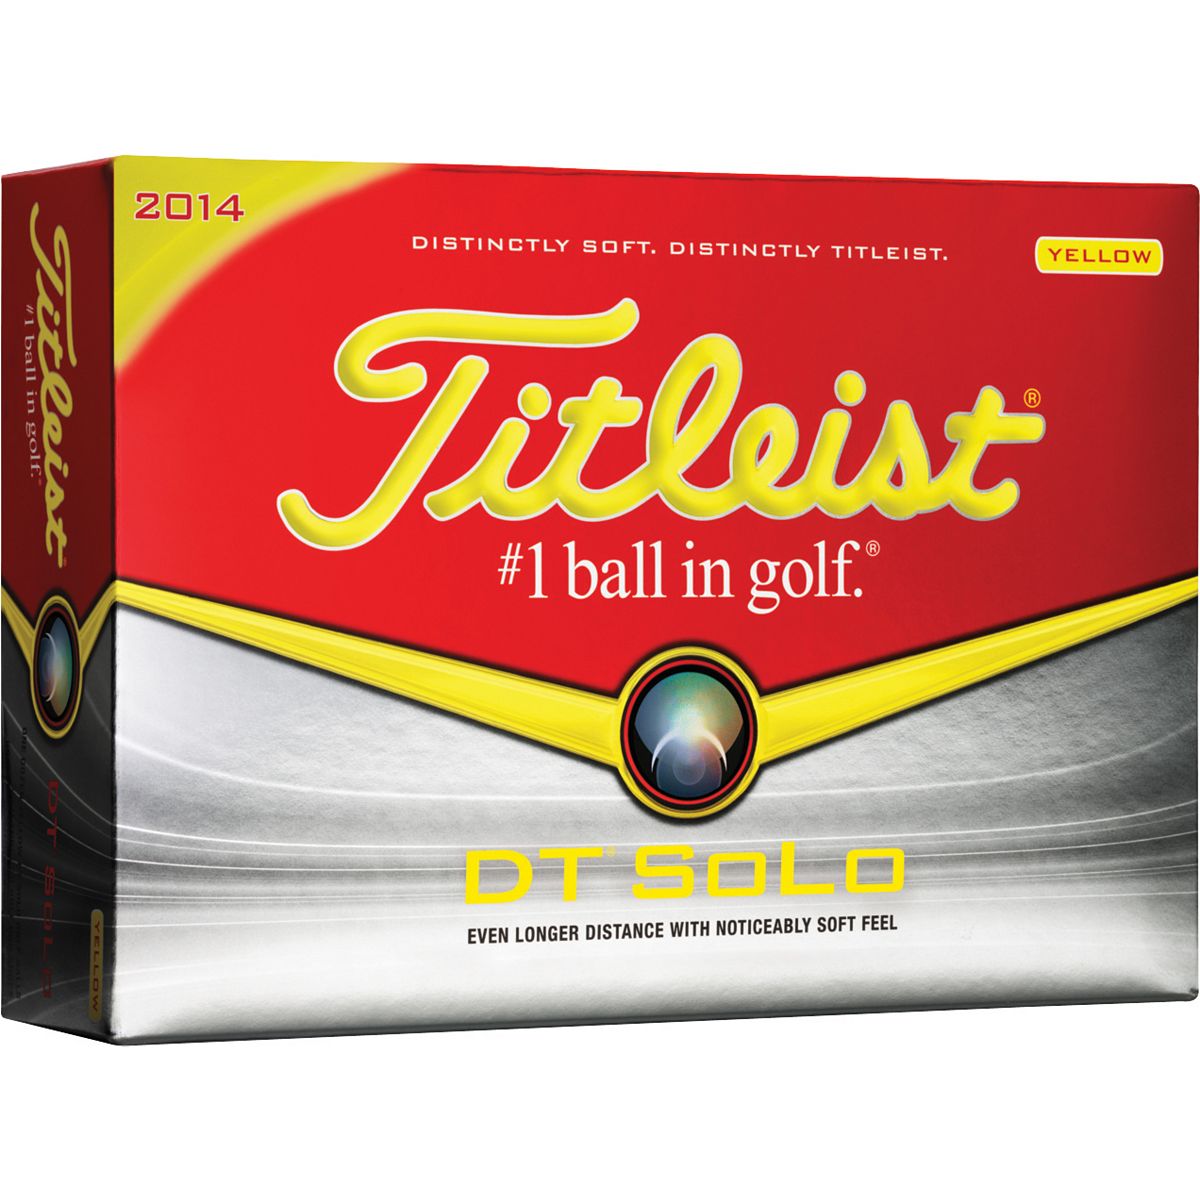 2014
DISTINCTLY SOFT. DISTINCTLY TITLEIST.
YELLOW
Titleist®
#1 ball in golf.®
DT® SoLo
EVEN LONGER DISTANCE WITH NOTICEABLY SOFT FEEL
Titleist
#1 ball in golf.
DT SoLo
YELLOW